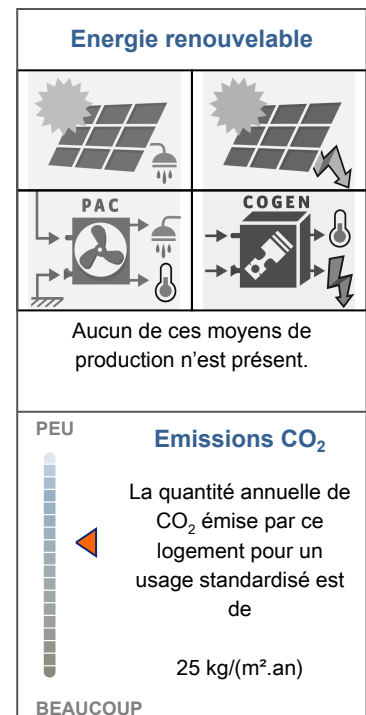 Energie renouvelable
PAC
COGEN
Aucun de ces moyens de
production n’est présent.
PEU
Emissions CO₂
La quantité annuelle de
CO₂ émise par ce
logement pour un
usage standardisé est
de
25 kg/(m².an)
BEAUCOUP